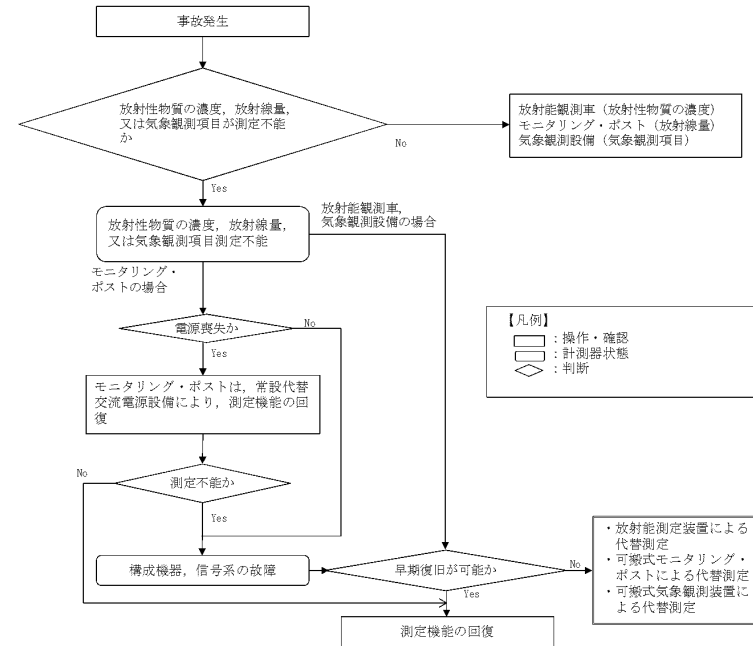 事故発生
放射性物質の濃度，放射線量，
又は気象観測項目が測定不能
か
No
放射能観測車（放射性物質の濃度）
モニタリング・ポスト（放射線量）
気象観測設備（気象観測項目）
Yes
放射性物質の濃度，放射線量，
又は気象観測項目測定不能
放射能観測車，
気象観測設備の場合
モニタリング・
ポストの場合
電源喪失か
No
Yes
【凡例】
：操作・確認
：計測器状態
：判断
モニタリング・ポストは，常設代替
交流電源設備により，測定機能の回
復
No
測定不能か
Yes
構成機器，信号系の故障
早期復旧が可能か
No
Yes
・放射能測定装置による
代替測定
・可搬式モニタリング・
ポストによる代替測定
・可搬式気象観測装置に
よる代替測定
測定機能の回復